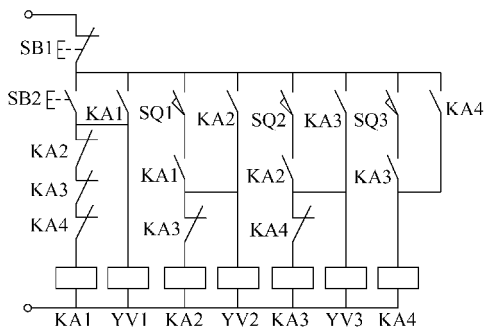 SB1
SB2 KA1 SQ1 KA2 SQ2 KA3 SQ3 KA4
KA2
KA1 KA2 KA3
KA3
KA4 KA3 KA4
KA1 YV1 KA2 YV2 KA3 YV3 KA4